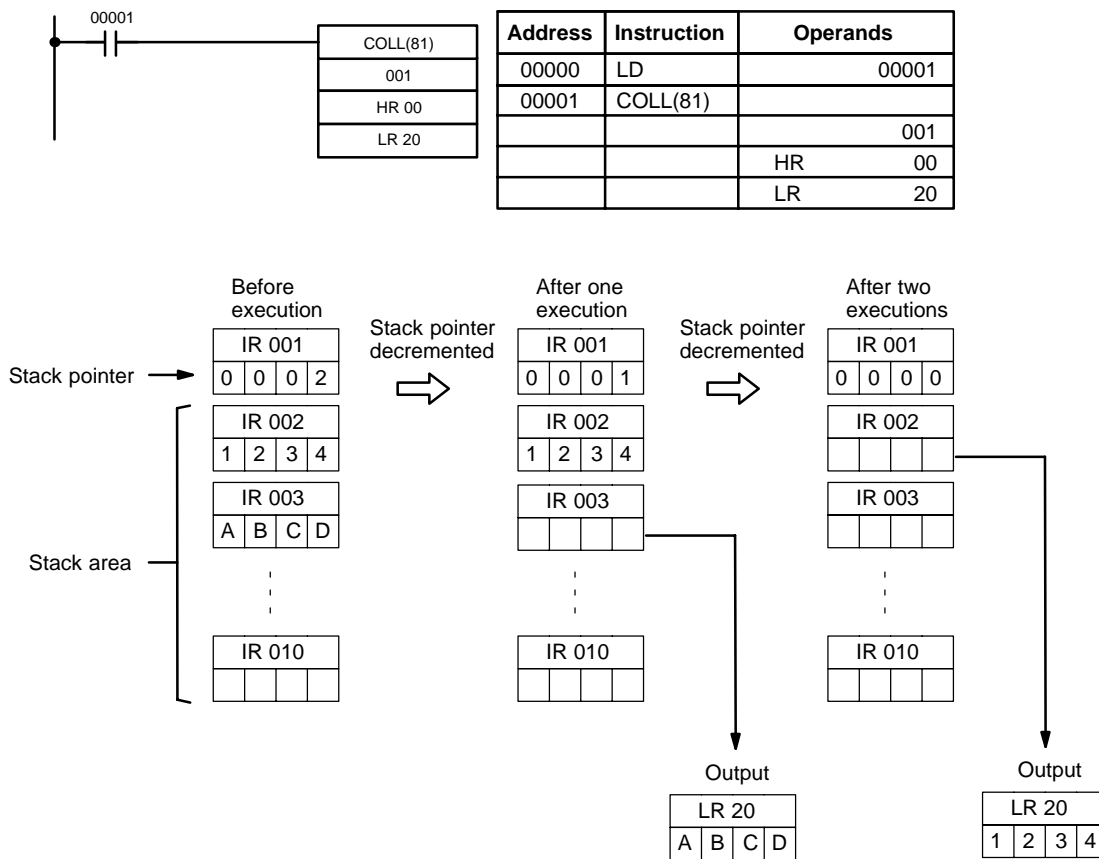 00001
COLL(81)
001
HR 00
LR 20
Address Instruction Operands
00000 LD 00001
00001 COLL(81)
001
HR 00
LR 20
Before
execution
After one
execution
After two
executions
Stack pointer
decremented
Stack pointer
decremented
Stack pointer
IR 001
0 0 0 2
IR 001
0 0 0 1
IR 001
0 0 0 0
IR 002
1 2 3 4
IR 002
1 2 3 4
IR 002
IR 003
A B C D
IR 003
IR 003
Stack area
IR 010
IR 010
IR 010
Output
LR 20
A B C D
Output
LR 20
1 2 3 4